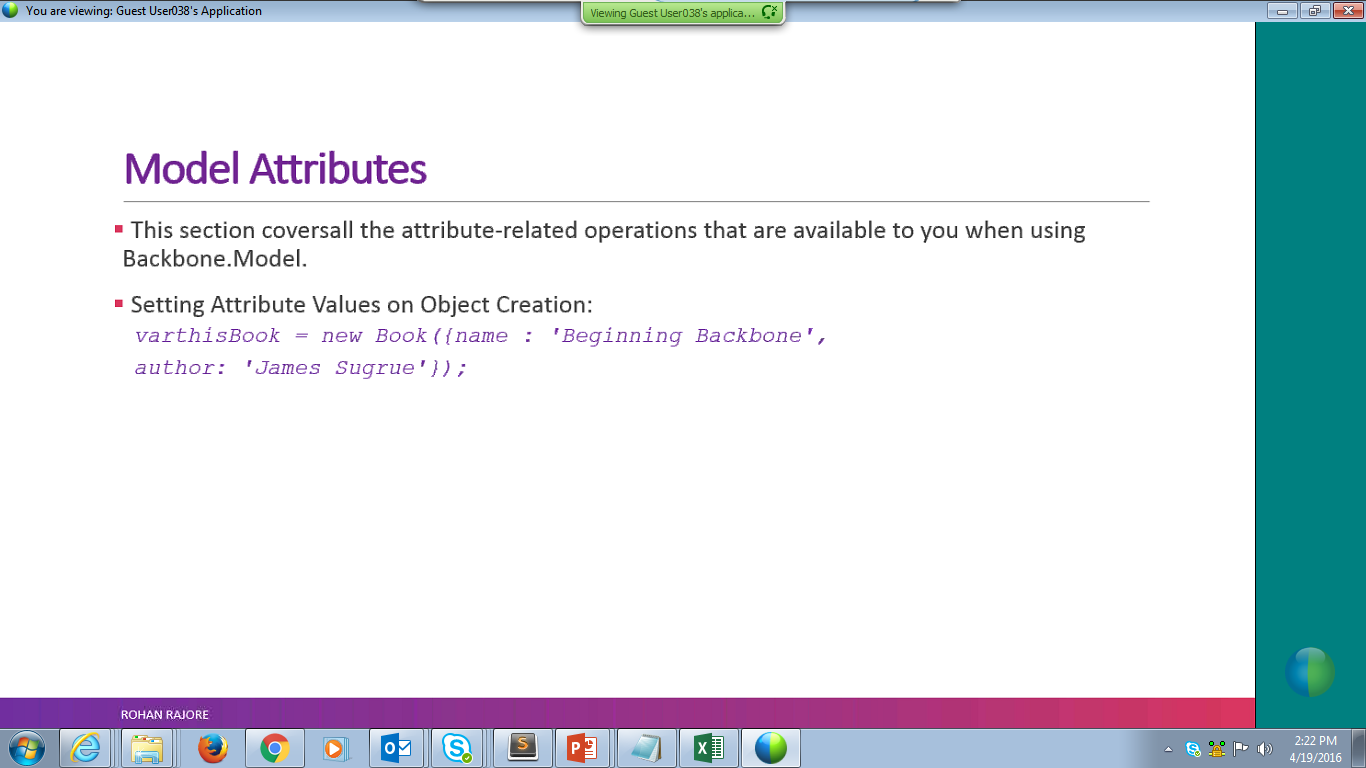 You are viewing: Guest User038's Application
Viewing Guest User038's applica...
Model Attributes
This section coversall the attribute-related operations that are available to you when using
Backbone.Model.
Setting Attribute Values on Object Creation:
varthisBook = new Book({name : 'Beginning Backbone',
author: 'James Sugrue'});
ROHAN RAJORE
2:22 PM
4/19/2016